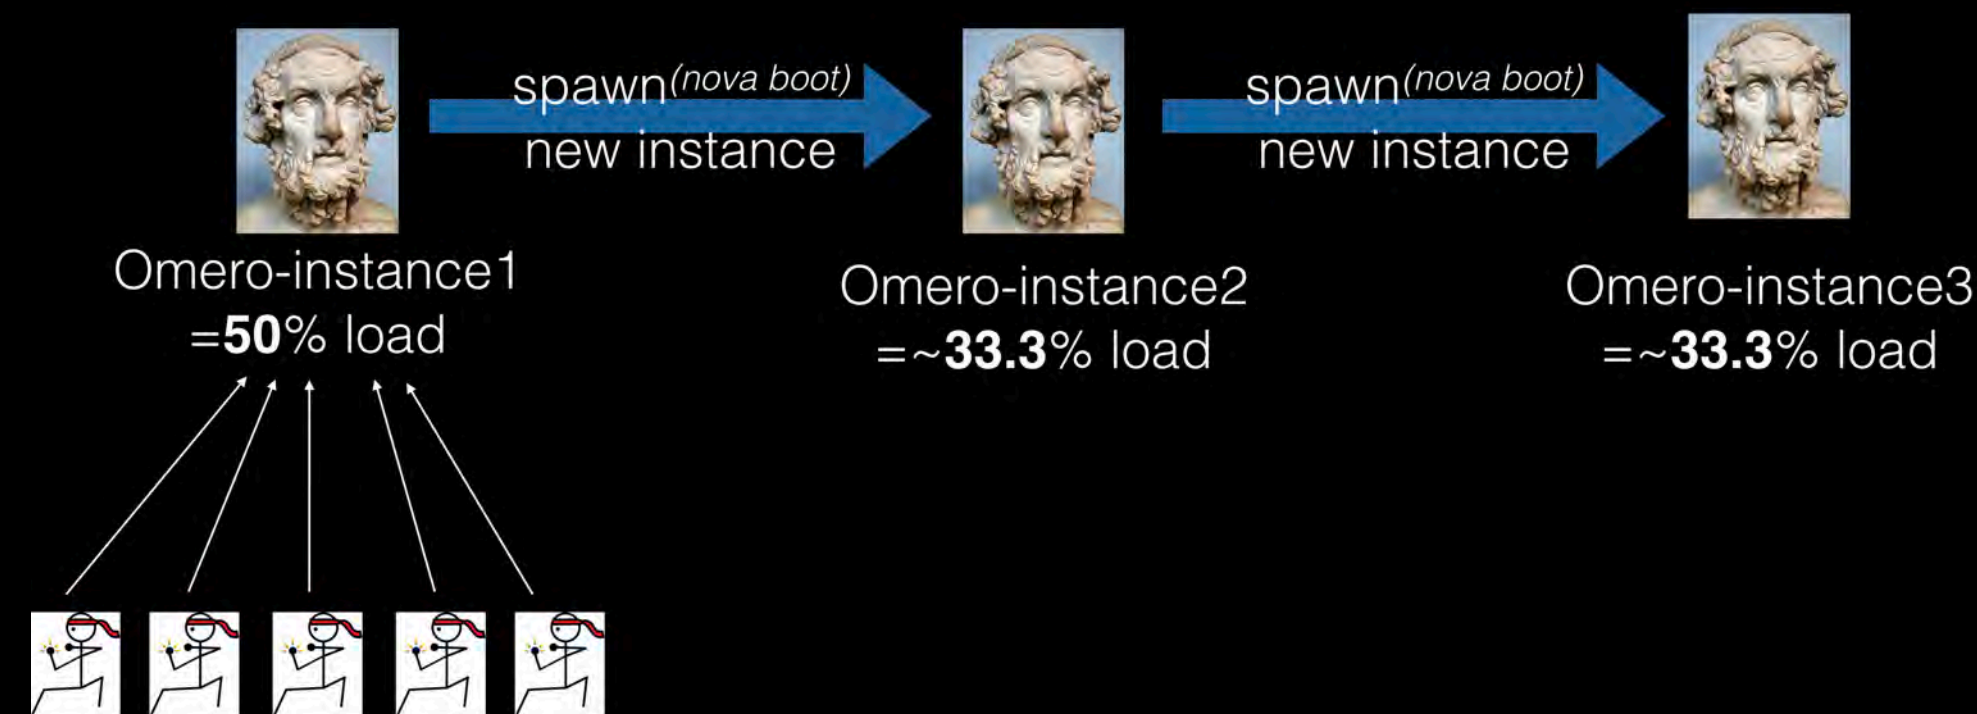 spawn(nova boot)
new instance
spawn(nova boot)
new instance
Omero-instance1
=50% load
Omero-instance2
=~33.3% load
Omero-instance3
=~33.3% load